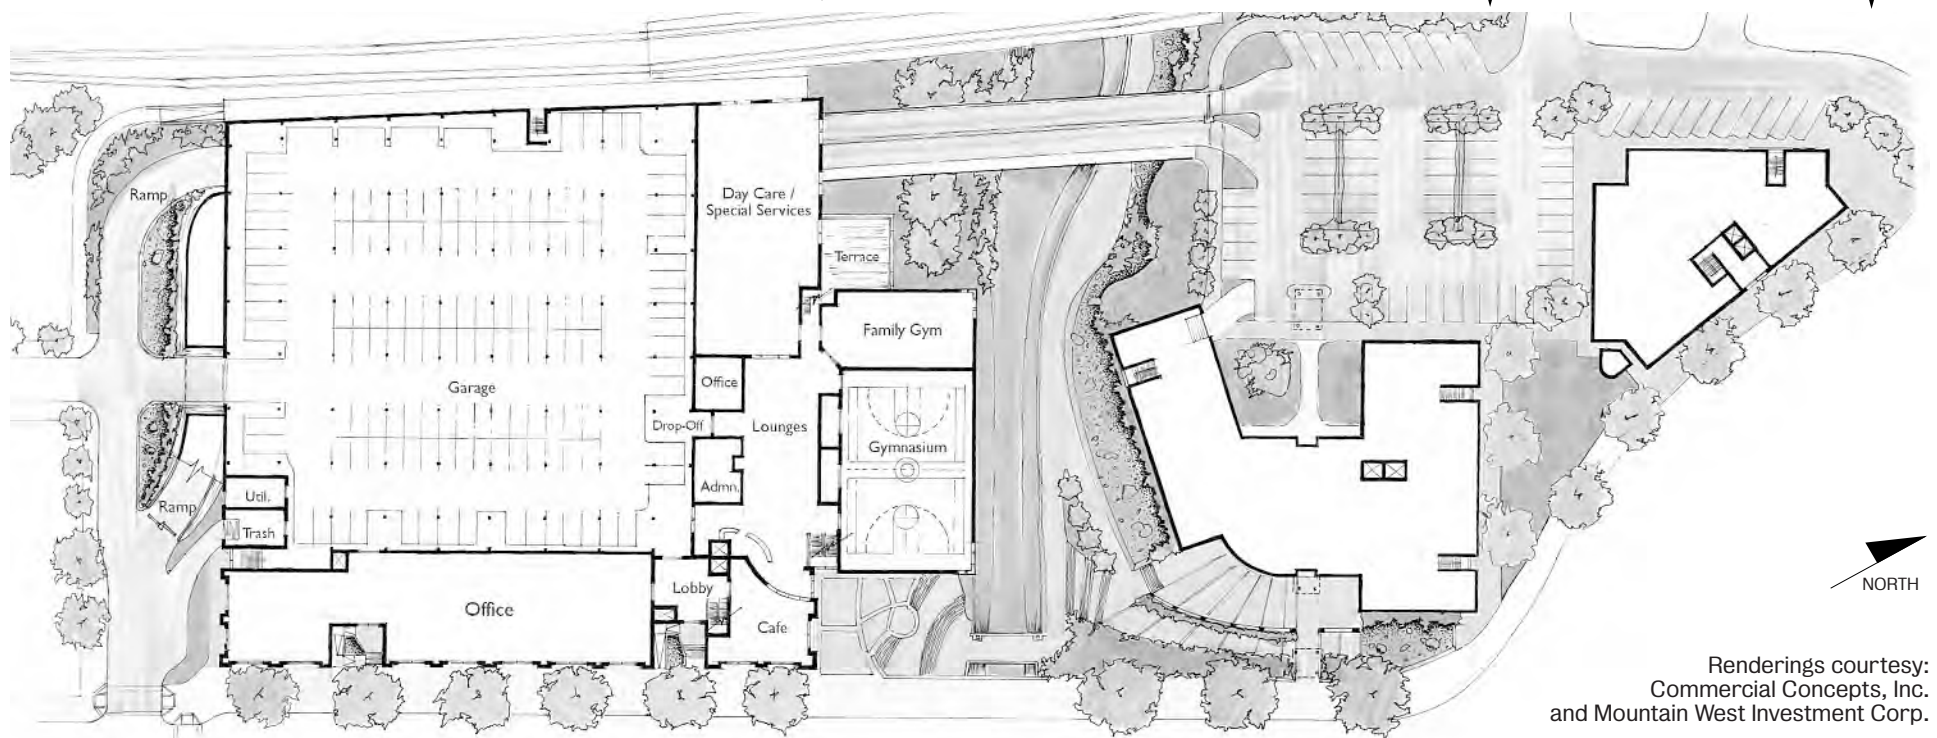 Ramp
Day Care /
Special Services
Terrace
Family Gym
Office
Garage
Drop-Off
Lounges
Gymnasium
Admn.
Util.
Ramp
Trash
Lobby
Office
Cafe
NORTH
Renderings courtesy:
Commercial Concepts, Inc.
and Mountain West Investment Corp.